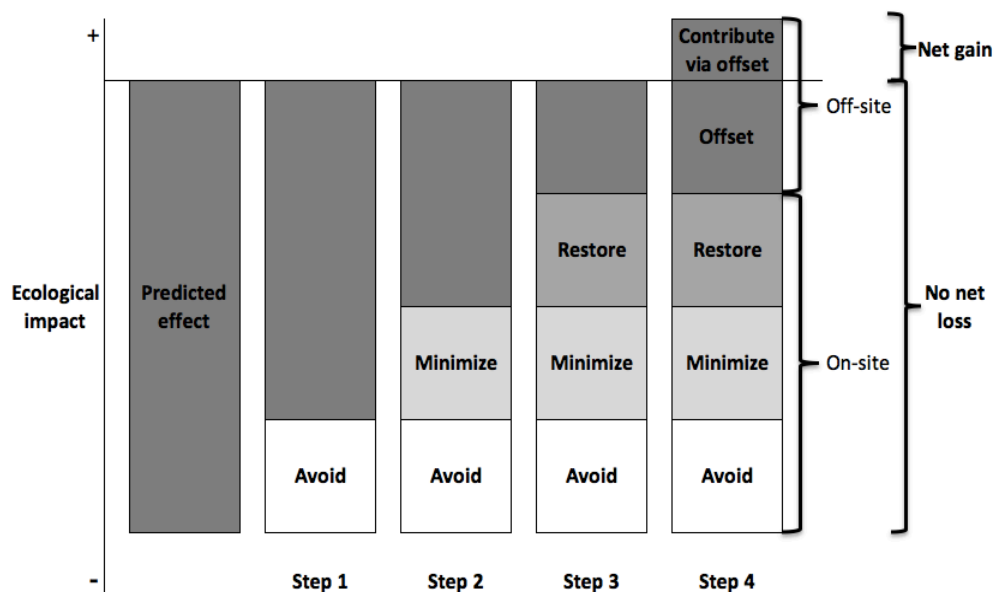 +
Contribute
via offset
Net gain
Off-site
Offset
Restore
Restore
Ecological
impact
Predicted
effect
No net
loss
Minimize
Minimize
Minimize
On-site
Avoid
Avoid
Avoid
Avoid
-
Step 1
Step 2
Step 3
Step 4